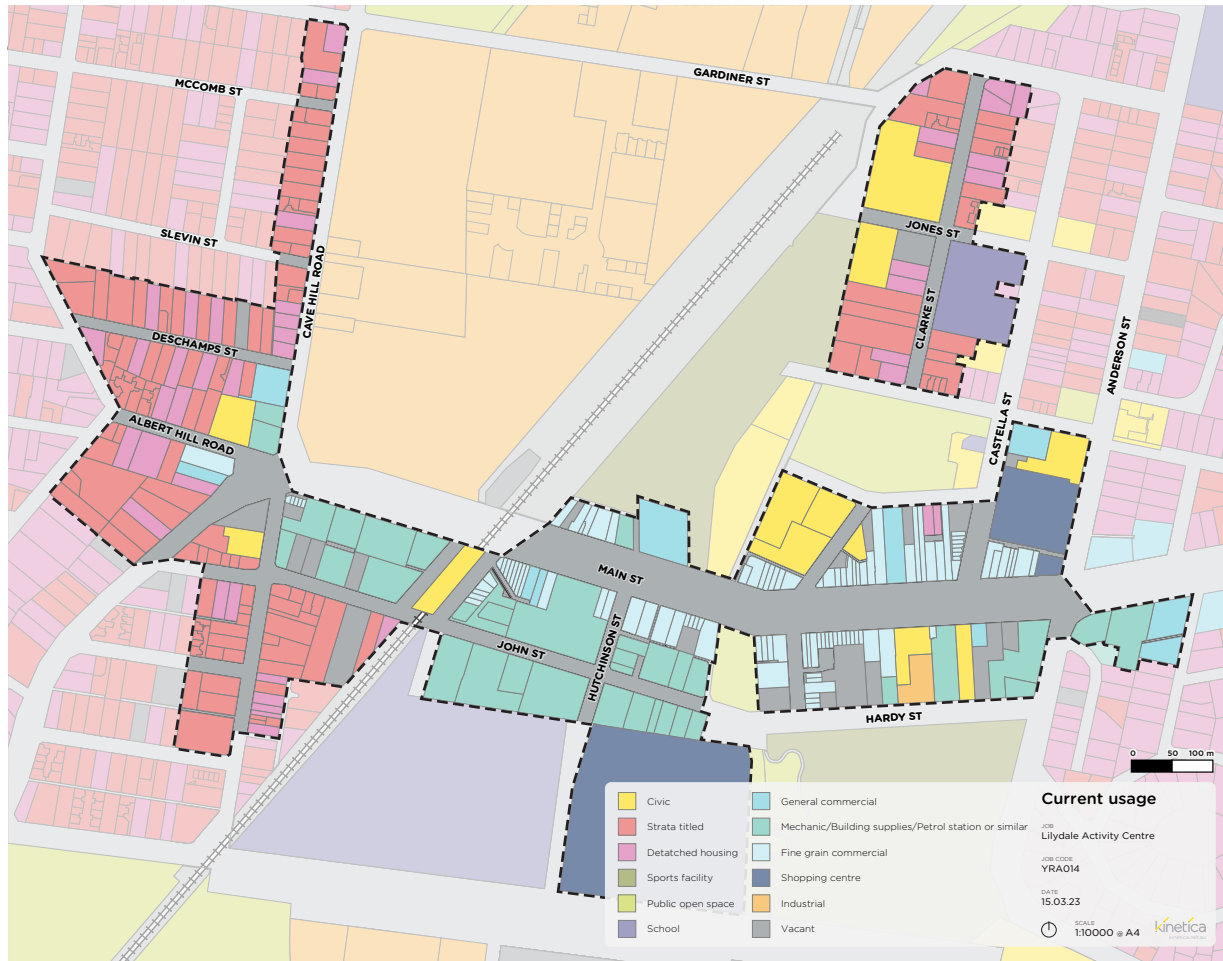 GARDINER ST
MCCOMB ST
SLEVIN ST
CAVE HILL ROAD
JONES ST
CLARKE ST
ANDERSON ST
DESCHAMPS ST
ALBERT HILL ROAD
CASTELLA ST
MAIN ST
JOHN ST
HUTCHINSON ST
HARDY ST
0 50 100 m
Civic
Strata titled
Detatched housing
Sports facility
Public open space
School
General commercial
Mechanic/Building supplies/Petrol station or similar
Fine grain commercial
Shopping centre
Industrial
Vacant
Current usage
JOB
Lilydale Activity Centre
JOB CODE
YRA014
DATE
15.03.23
SCALE
1:10000 @ A4
kinetica